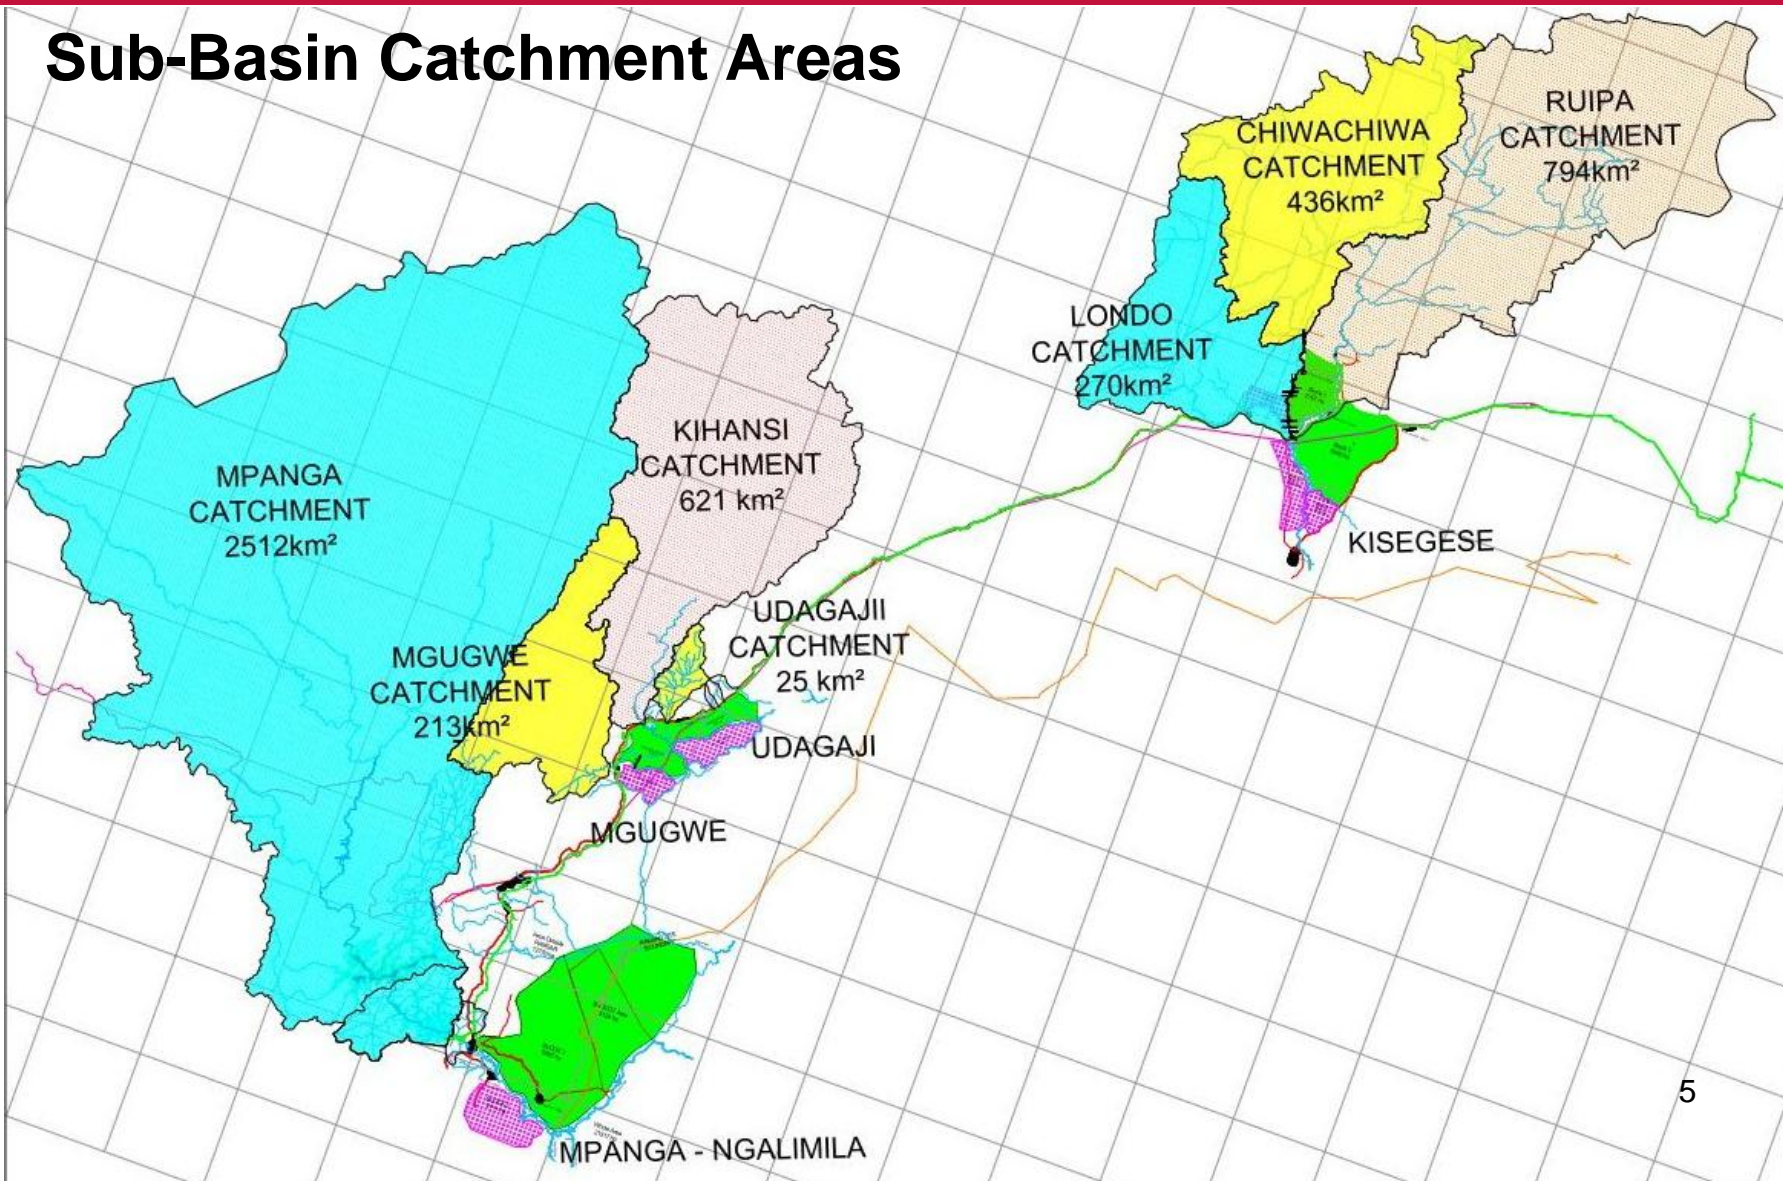 Sub-Basin Catchment Areas
RUIPA
CATCHMENT
794km²
CHIWACHIWA
CATCHMENT
436km²
LONDO
CATCHMENT
270km²
KIHANSI
CATCHMENT
621 km²
MPANGA
CATCHMENT
2512km²
KISEGESE
UDAGAJII
CATCHMENT
25 km²
MGUGWE
CATCHMENT
213km²
UDAGAJI
MGUGWE
MPANGA - NGALIMILA
5